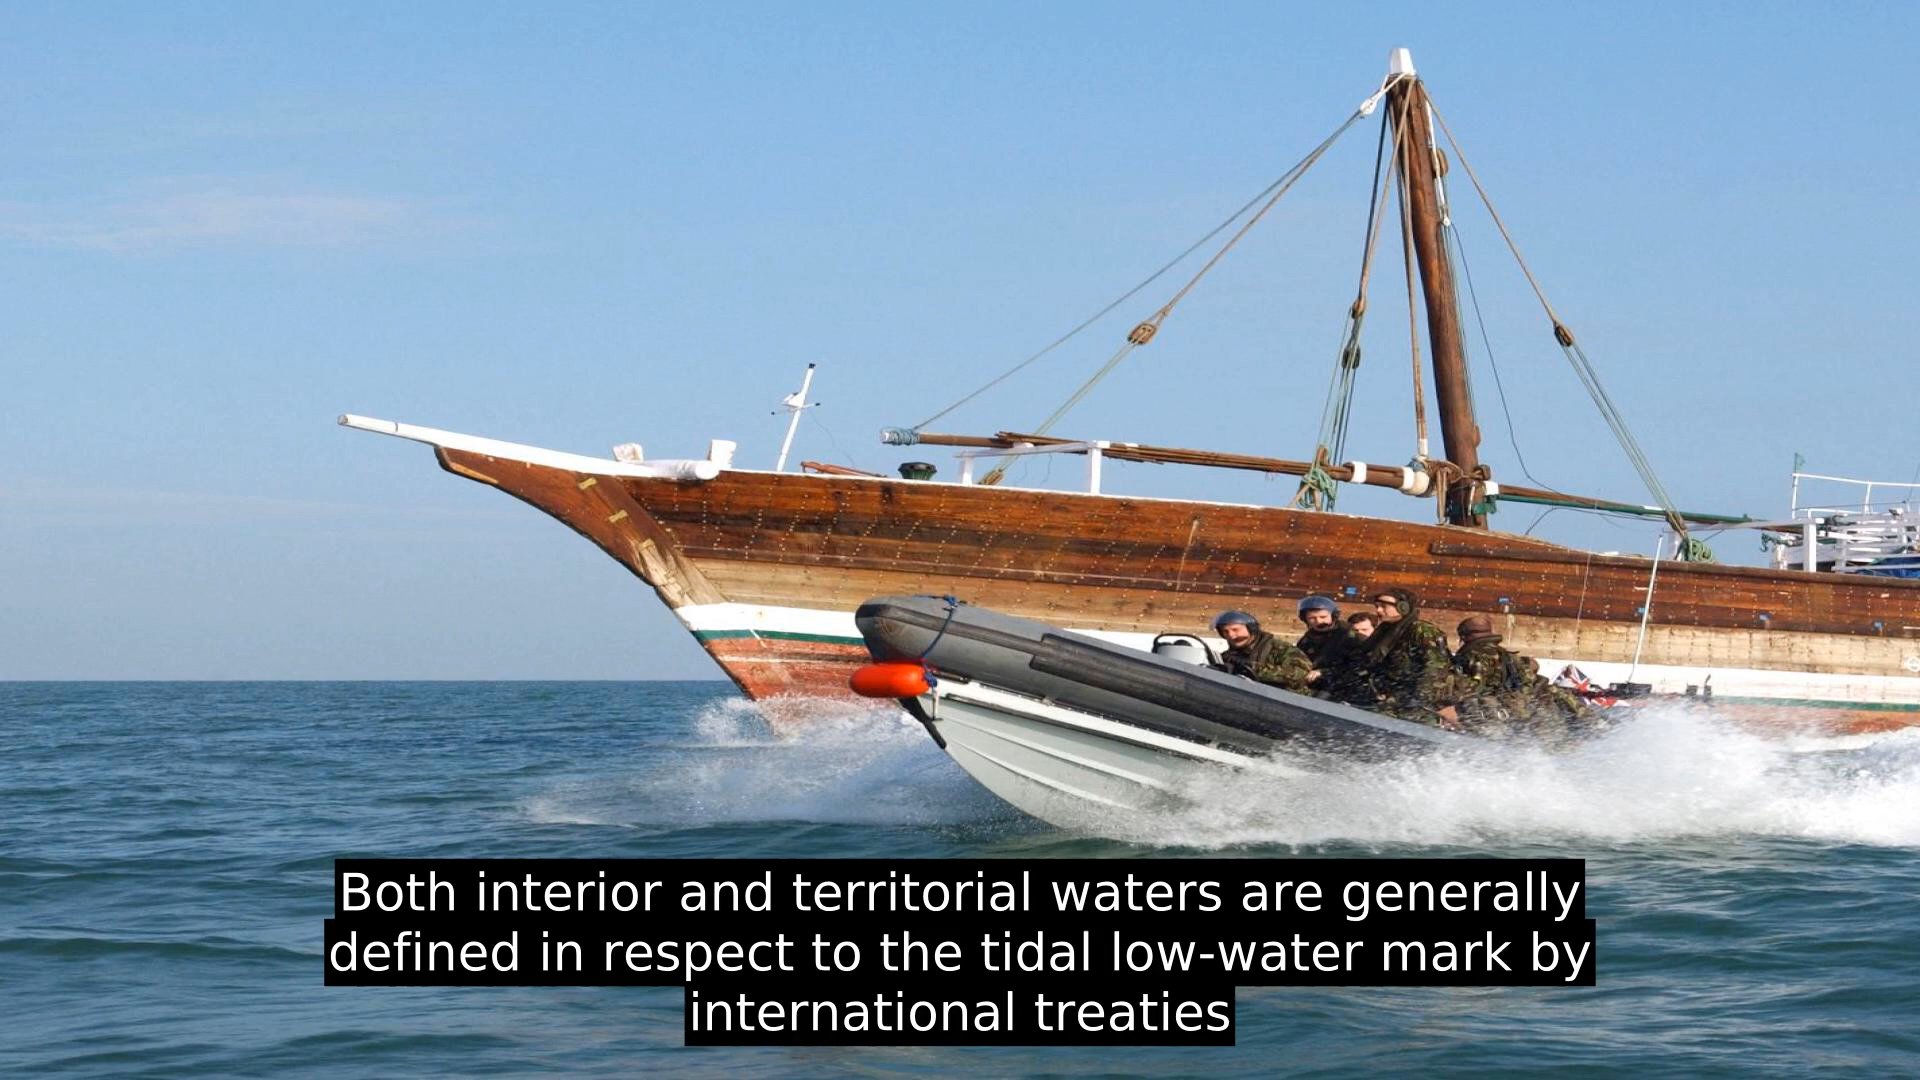 Both interior and territorial waters are generally
defined in respect to the tidal low-water mark by
international treaties